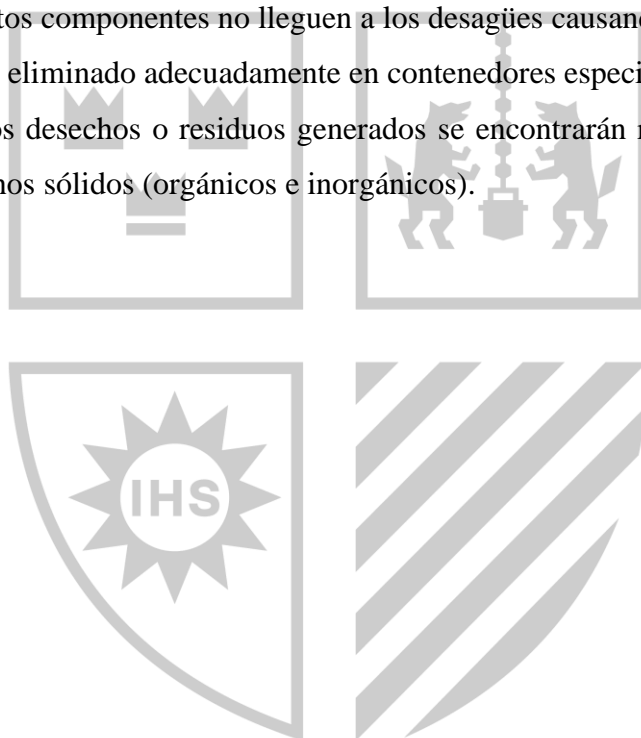 tos componentes no lleguen a los desagües causan
eliminado adecuadamente en contenedores especi
os desechos o residuos generados se encontrarán
nos sólidos (orgánicos e inorgánicos).
IHS